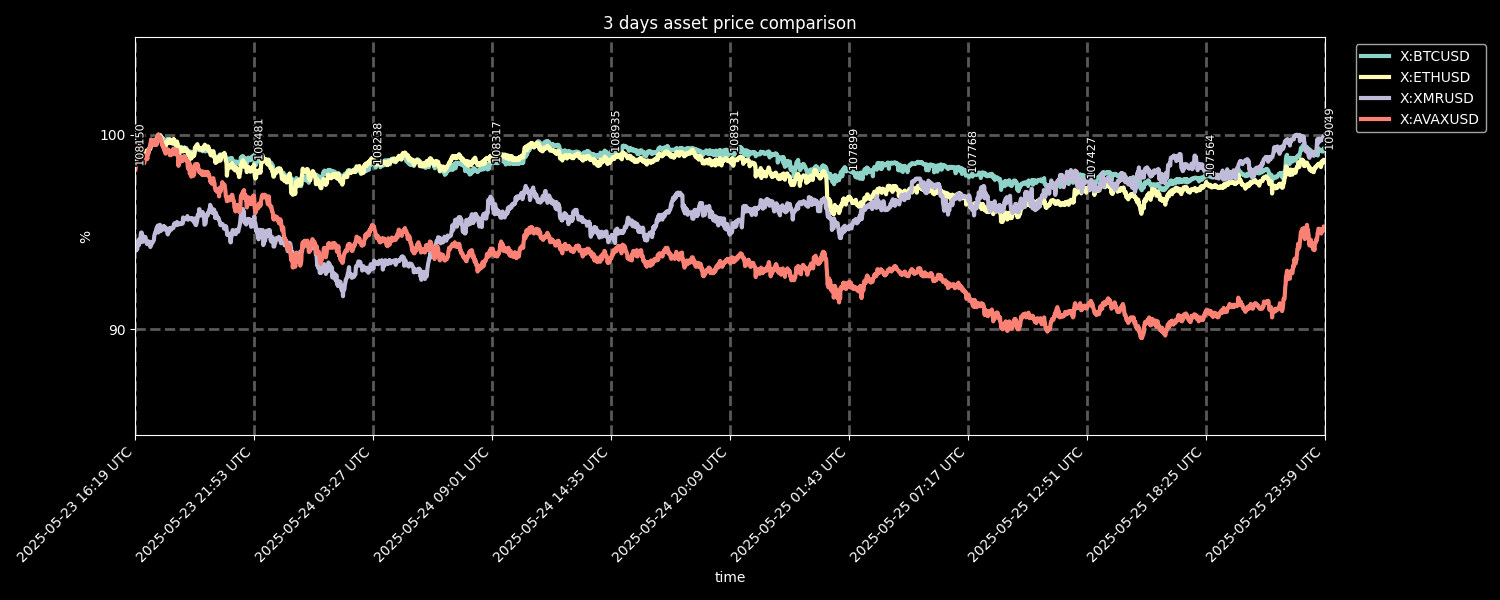 3 days asset price comparison
X:BTCUSD
X:ETHUSD
X:XMRUSD
X:AVAXUSD
%
100
90
108150
108481
108238
108317
108935
108931
107899
107768
107427
107564
109049
2025-05-23 16:19 UTC
2025-05-23 21:53 UTC
2025-05-24 03:27 UTC
2025-05-24 09:01 UTC
2025-05-24 14:35 UTC
2025-05-24 20:09 UTC
2025-05-25 01:43 UTC
2025-05-25 07:17 UTC
2025-05-25 12:51 UTC
2025-05-25 18:25 UTC
2025-05-25 23:59 UTC
time